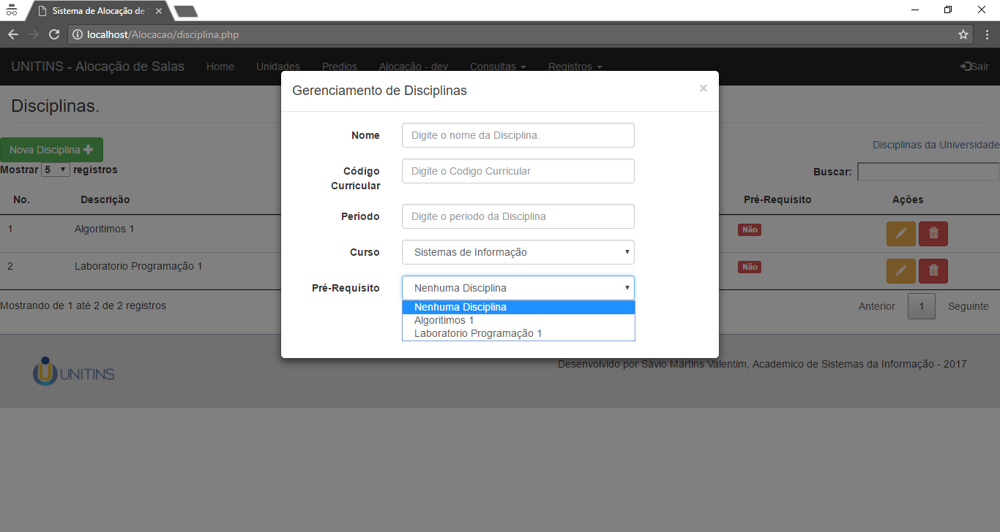 Sistema de Alocação de
localhost/Alocacao/disciplina.php
UNITINS - Alocação de Salas Home Unidades Predios Alocação - dev Consultas Registros Sair
Gerenciamento de Disciplinas ×
Disciplinas.
Nome Digite o nome da Disciplina.
Nova Disciplina Disciplinas da Universidade
Mostrar 5 registros Buscar:
Código Curricular Digite o Codigo Curricular
No. Descrição Pré-Requisito Ações
Período Digite o periodo da Disciplina
1 Algoritimos 1 Não
Curso Sistemas de Informação
2 Laboratorio Programação 1 Não
Pré-Requísito Nenhuma Disciplina
Nenhuma Disciplina
Algoritimos 1
Laboratorio Programação 1
Mostrando de 1 até 2 de 2 registros Anterior 1 Seguinte
UNITINS
Desenvolvido por Sávio Martins Valentim, Academico de Sistemas da Informação - 2017